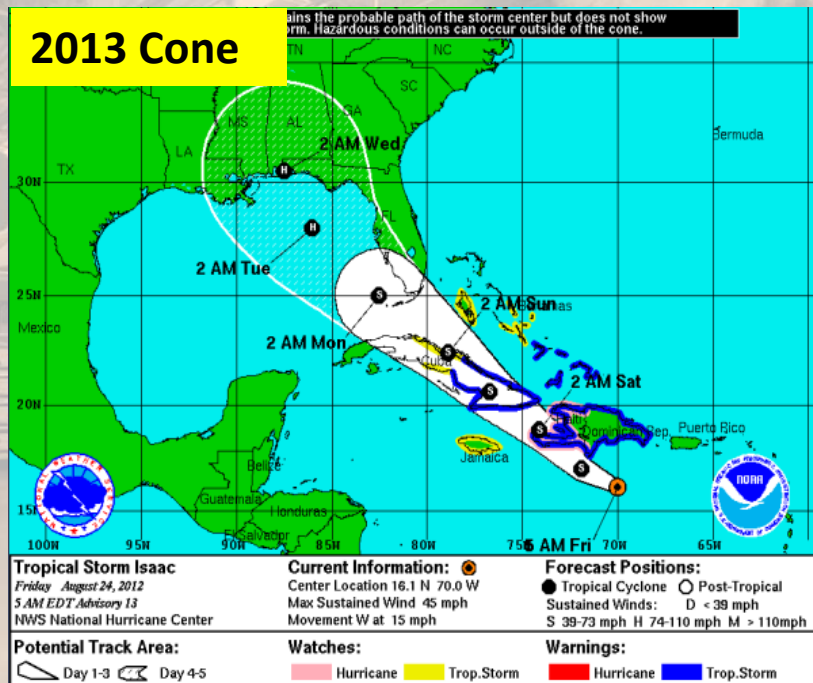 2013 Cone
ains the probable path of the storm center but does not show
orm. Hazardous conditions can occur outside of the cone.
TN
NC
SC
MS
AL
GA
LA
TX
Bermuda
2 AM Wed
30N
FL
2 AM Tue
25N
2 AM Sun
Bahamas
2 AM Mon
Mexico
Cuba
2 AM Sat
20N
Haiti
Dominican Rep.
Puerto Rico
Jamaica
Belize
Guatemala
Honduras
El Salvador
15N
5 AM Fri
100W
95W
90W
85W
80W
75W
70W
65W
H
H
S
S
S
S
S
NATIONAL WEATHER SERVICE
NOAA
Tropical Storm Isaac
Friday August 24, 2012
5 AM EDT Advisory 13
NWS National Hurricane Center
Current Information:
Center Location 16.1 N 70.0 W
Max Sustained Wind 45 mph
Movement W at 15 mph
Forecast Positions:
Tropical Cyclone Post-Tropical
Sustained Winds: D < 39 mph
S 39-73 mph H 74-110 mph M > 110mph
Potential Track Area:
Day 1-3 Day 4-5
Watches:
Hurricane Trop.Storm
Warnings:
Hurricane Trop.Storm